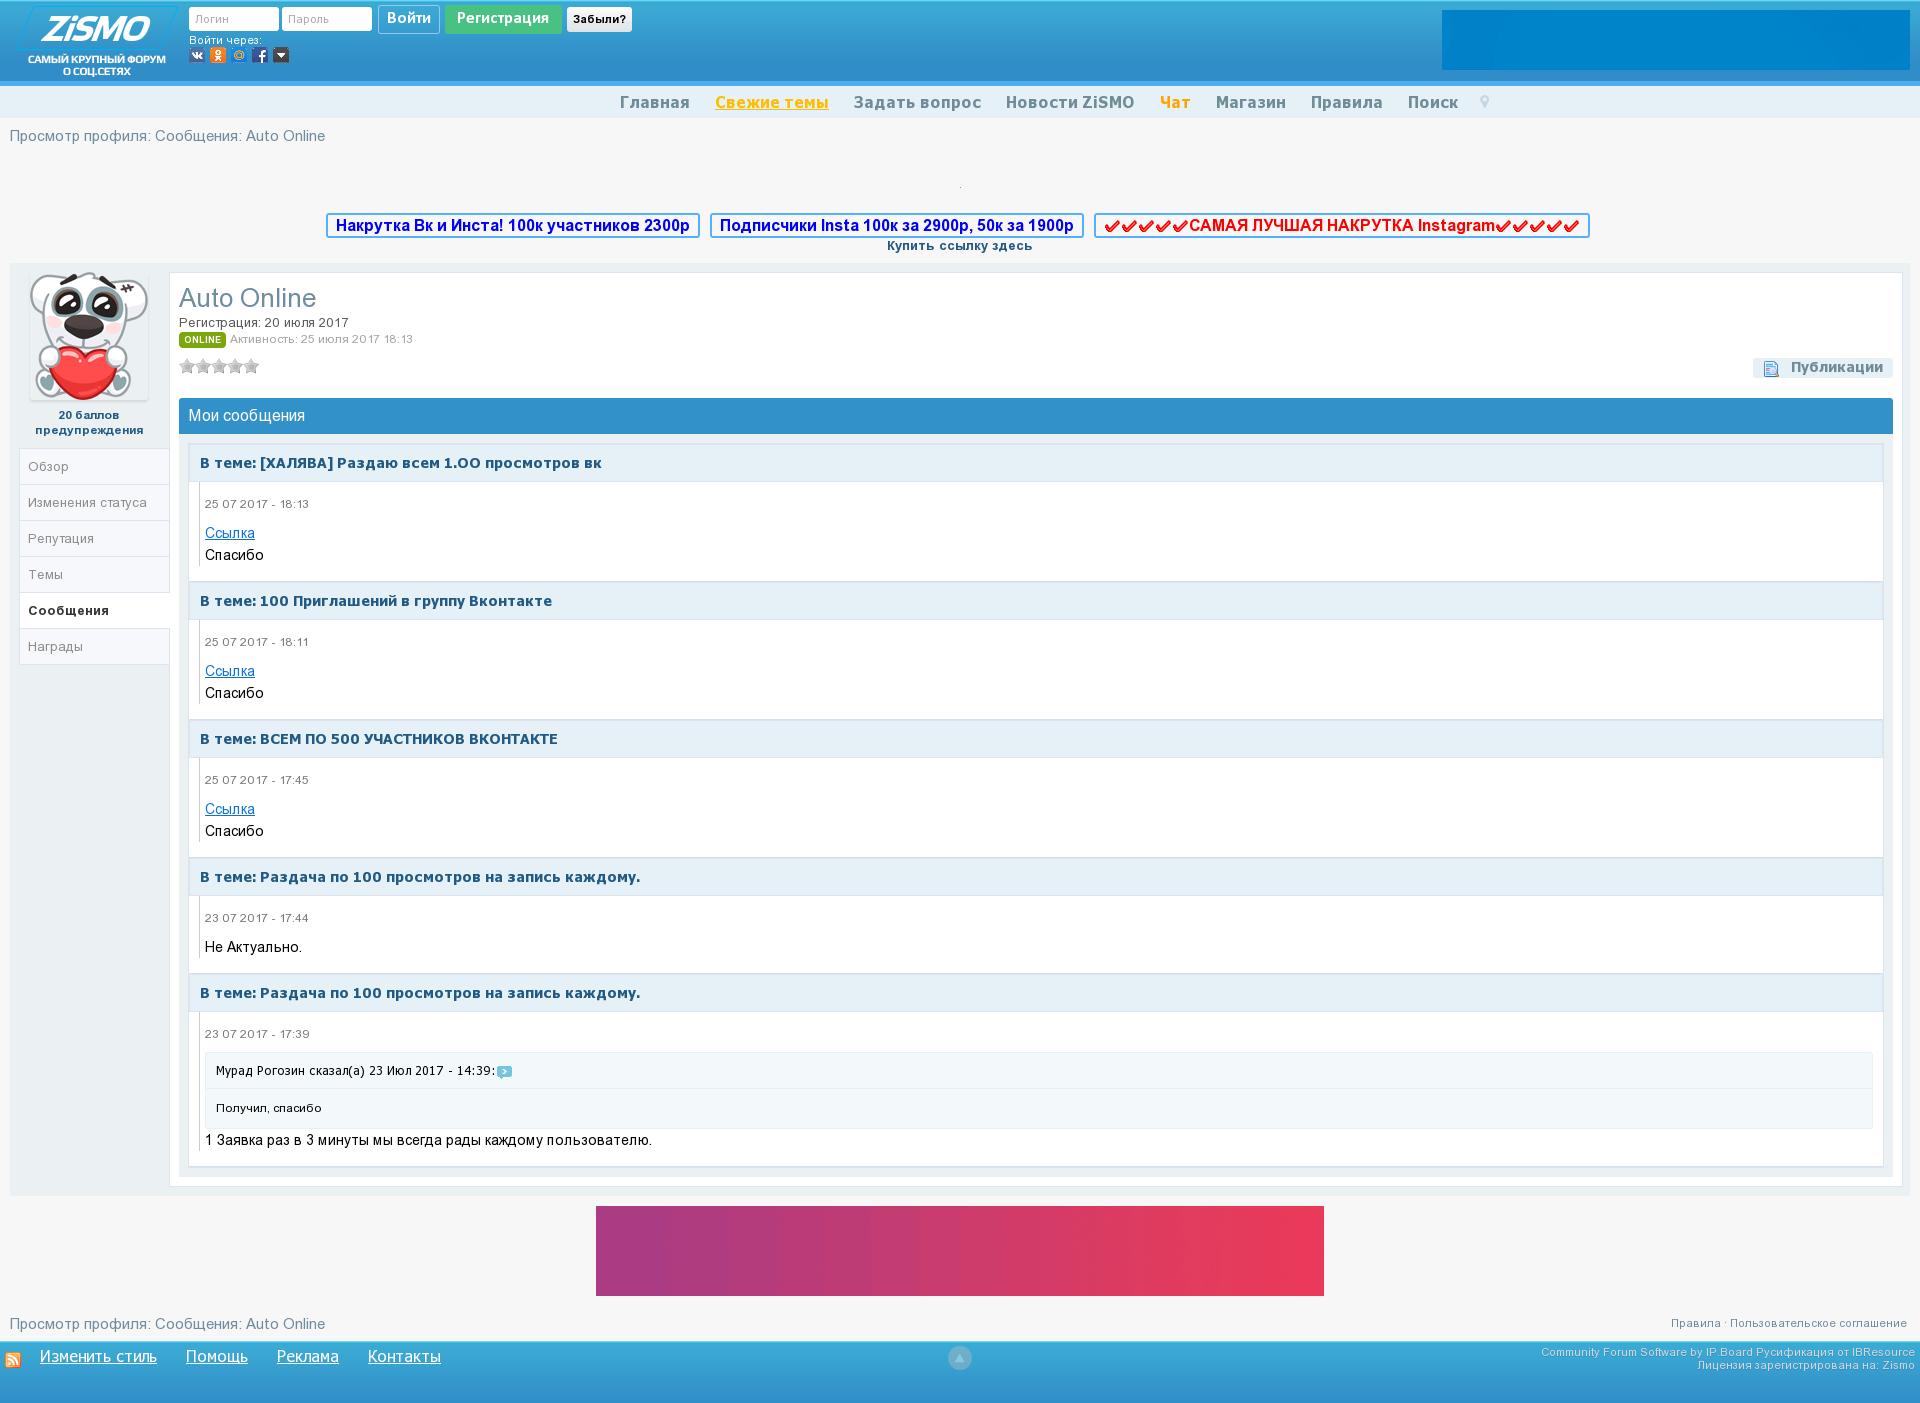 ZiSMO
САМЫЙ КРУПНЫЙ ФОРУМ
О СОЦ.СЕТЯХ
Логин
Пароль
Войти
Регистрация
Забыли?
Войти через:
Главная
Свежие темы
Задать вопрос
Новости ZiSMO
Чат
Магазин
Правила
Поиск
Просмотр профиля: Сообщения: Auto Online
.
Накрутка Вк и Инста! 100к участников 2300р
Подписчики Insta 100к за 2900р, 50к за 1900р
✔✔✔✔✔САМАЯ ЛУЧШАЯ НАКРУТКА Instagram✔✔✔✔✔
Купить ссылку здесь
20 баллов
предупреждения
Обзор
Изменения статуса
Репутация
Темы
Сообщения
Награды
Auto Online
Регистрация: 20 июля 2017
ONLINE Активность: 25 июля 2017 18:13
Публикации
Мои сообщения
В теме: [ХАЛЯВА] Раздаю всем 1.ОО просмотров вк
25 07 2017 - 18:13
Ссылка
Спасибо
В теме: 100 Приглашений в группу Вконтакте
25 07 2017 - 18:11
Ссылка
Спасибо
В теме: ВСЕМ ПО 500 УЧАСТНИКОВ ВКОНТАКТЕ
25 07 2017 - 17:45
Ссылка
Спасибо
В теме: Раздача по 100 просмотров на запись каждому.
23 07 2017 - 17:44
Не Актуально.
В теме: Раздача по 100 просмотров на запись каждому.
23 07 2017 - 17:39
Мурад Рогозин сказал(а) 23 Июл 2017 - 14:39:
Получил, спасибо
1 Заявка раз в 3 минуты мы всегда рады каждому пользователю.
Просмотр профиля: Сообщения: Auto Online
Правила · Пользовательское соглашение
Изменить стиль
Помощь
Реклама
Контакты
Community Forum Software by IP.Board Русификация от IBResource
Лицензия зарегистрирована на: Zismo